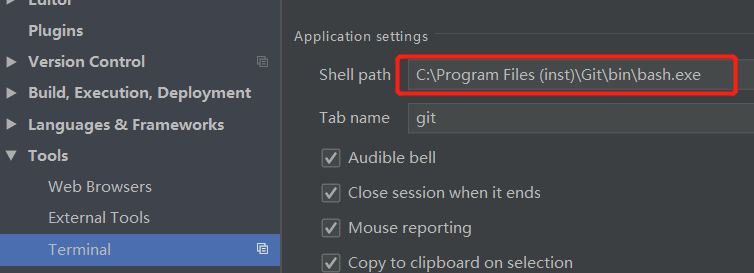 Editor
Plugins
Version Control
Build, Execution, Deployment
Languages & Frameworks
Tools
Web Browsers
External Tools
Terminal
Application settings
Shell path C:\Program Files (inst)\Git\bin\bash.exe
Tab name git
Audible bell
Close session when it ends
Mouse reporting
Copy to clipboard on selection